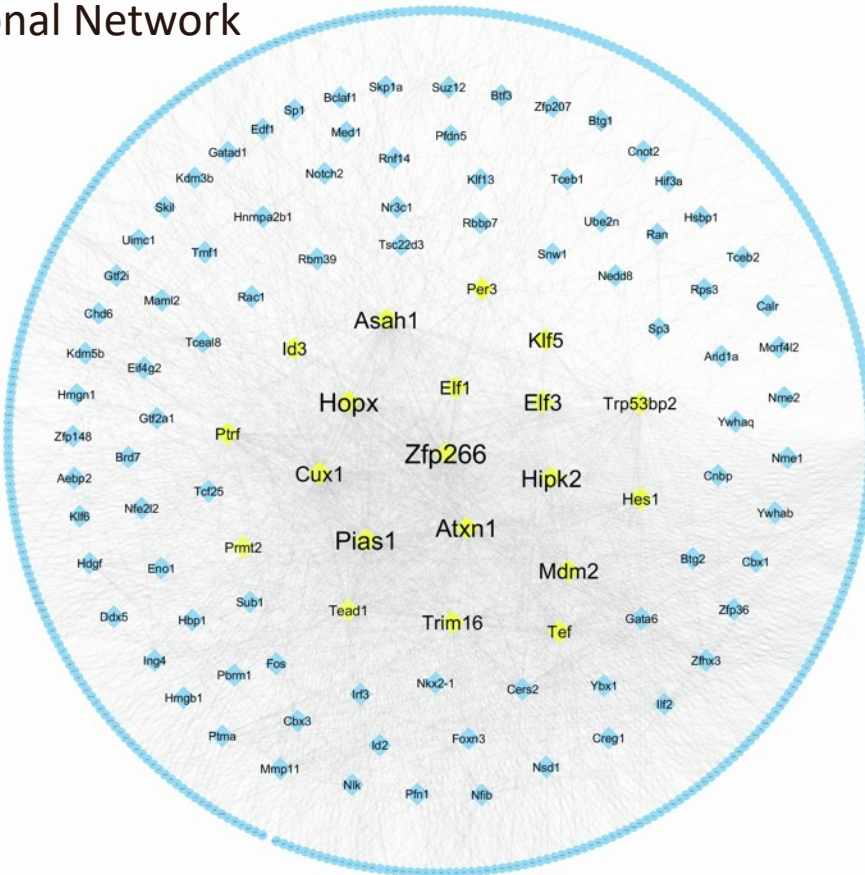 onal Network
Skp1a
Suz12
Btf3
Bclaf1
Zfp207
Sp1
Btg1
Edf1
Med1
Pfdn5
Gatad1
Rnf14
Cnot2
Kdm3b
Notch2
Klf13
Tceb1
Hif3a
Skil
Hnrnpa2b1
Nr3c1
Rbbp7
Ube2n
Hsbp1
Uimc1
Tmf1
Rbm39
Tsc22d3
Snw1
Ran
Tceb2
Gtf2i
Maml2
Rac1
Per3
Nedd8
Rps3
Calr
Chd6
Asah1
Klf5
Sp3
Kdm5b
Tceal8
Id3
Arid1a
Morf4l2
Eif4g2
Hmgn1
Hopx
Elf1
Elf3
Trp53bp2
Nme2
Gtf2a1
Ptrf
Ywhaq
Zfp148
Brd7
Zfp266
Nme1
Aebp2
Cux1
Hipk2
Cnbp
Tcf25
Klf6
Nfe2l2
Hes1
Ywhab
Pias1
Atxn1
Prmt2
Hdgf
Eno1
Mdm2
Btg2
Cbx1
Sub1
Tead1
Trim16
Tef
Gata6
Zfp36
Ddx5
Hbp1
Ing4
Pbrm1
Fos
Irf3
Nkx2-1
Cers2
Ybx1
Zfhx3
Hmgb1
Cbx3
Ilf2
Ptma
Id2
Foxn3
Creg1
Mmp11
Nlk
Pfn1
Nfib
Nsd1